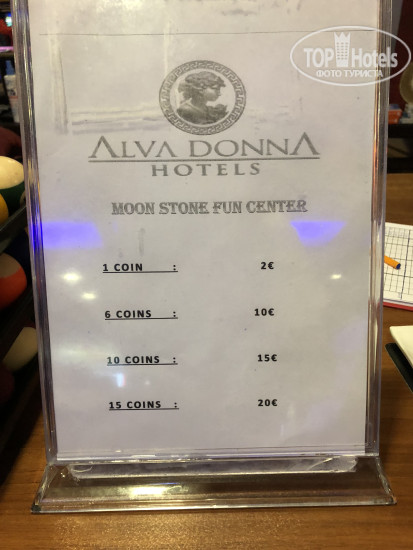 TOP Hotels
ФОТО ТУРИСТА
ALVA DONNA
HOTELS
MOON STONE FUN CENTER
1 COIN : 2€
6 COINS : 10€
10 COINS : 15€
15 COINS : 20€